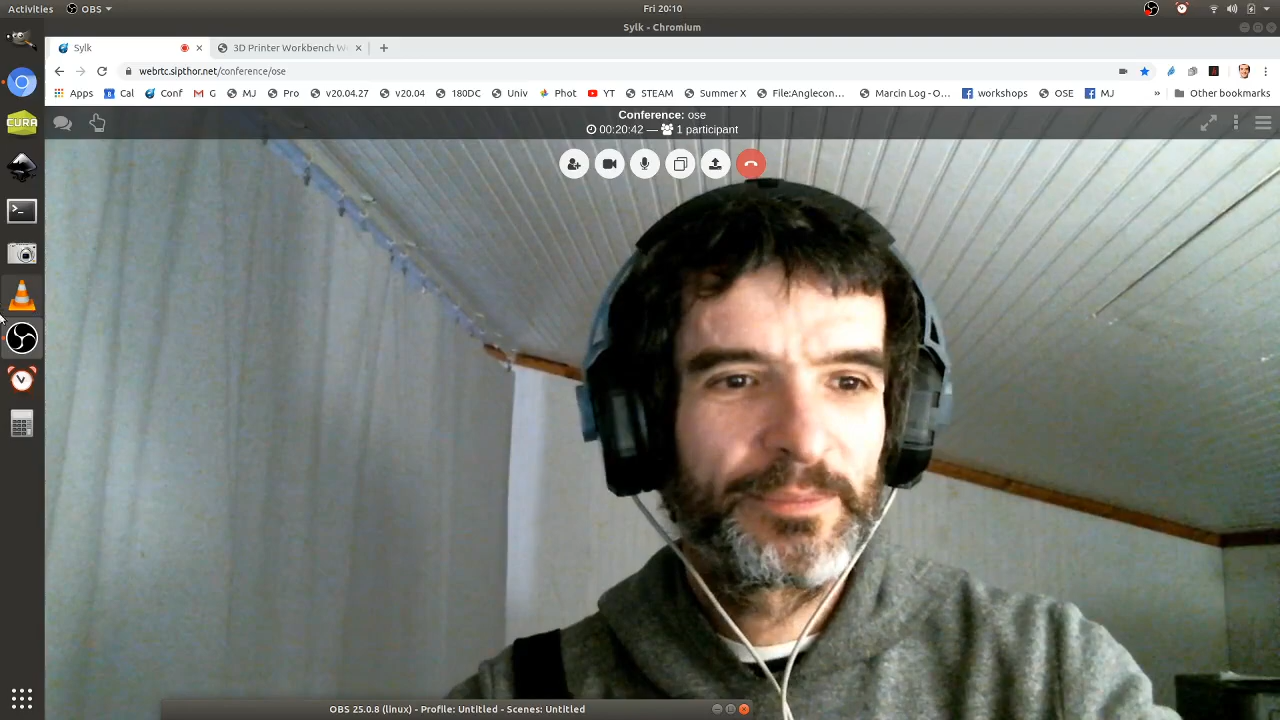 Activities OBS Fri 20:10
Sylk - Chromium
Sylk 3D Printer Workbench W
webrtc.sipthor.net/conference/ose
Apps Cal Conf G MJ Pro v20.04.27 v20.04 180DC Univ Phot YT STEAM Summer X File:Anglecon... Marcin Log - O... workshops OSE MJ » Other bookmarks
Conference: ose
00:20:42 — 1 participant
CURA
OBS 25.0.8 (linux) - Profile: Untitled - Scenes: Untitled